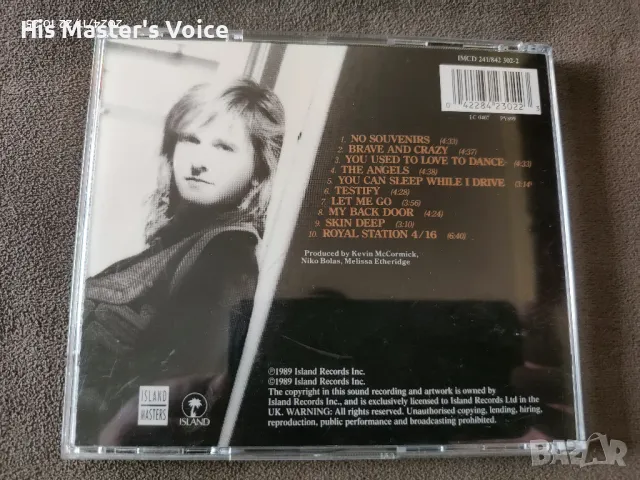 His Master's Voice
IMCD 241/842 302-2
0 42284 23022 3
LC 0407 PY899
1. NO SOUVENIRS (4:33)
2. BRAVE AND CRAZY (4:37)
3. YOU USED TO LOVE TO DANCE (4:33)
4. THE ANGELS (4:38)
5. YOU CAN SLEEP WHILE I DRIVE (3:14)
6. TESTIFY (4:28)
7. LET ME GO (3:56)
8. MY BACK DOOR (4:24)
9. SKIN DEEP (3:10)
10. ROYAL STATION 4/16 (6:40)
Produced by Kevin McCormick,
Niko Bolas, Melissa Etheridge
℗1989 Island Records Inc.
©1989 Island Records Inc.
The copyright in this sound recording and artwork is owned by
Island Records Inc., and is exclusively licensed to Island Records Ltd in the
UK. WARNING: All rights reserved. Unauthorised copying, lending, hiring,
reproduction, public performance and broadcasting prohibited.
ISLAND
MASTERS
ISLAND
BAZAR